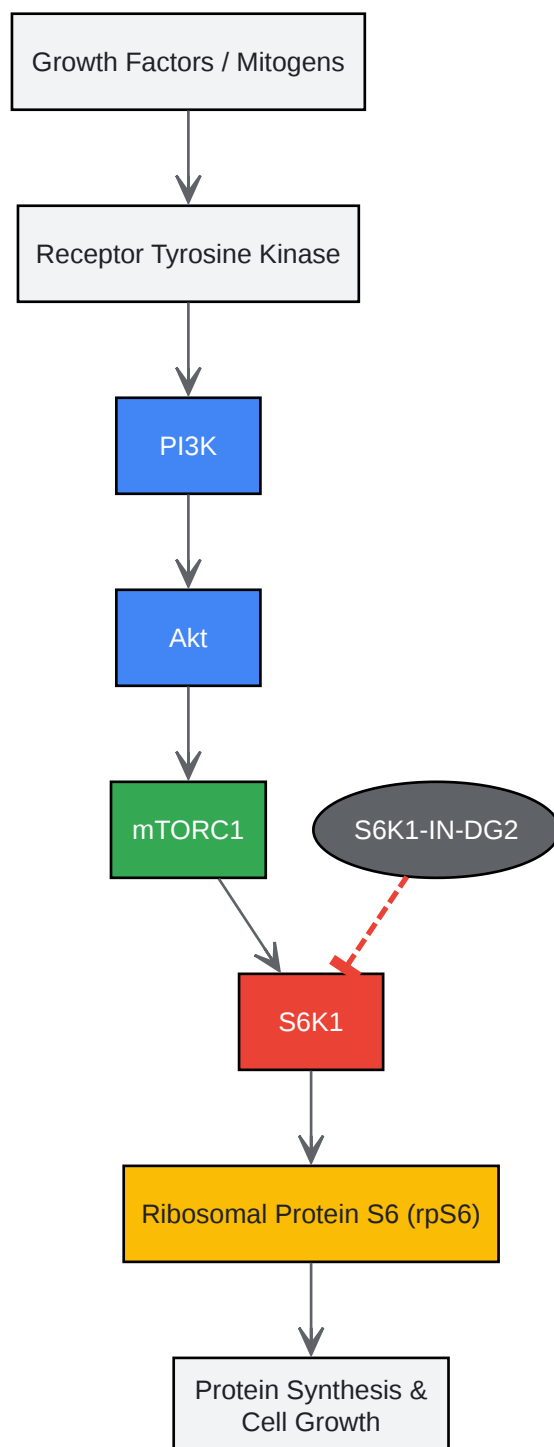 Growth Factors / Mitogens
Receptor Tyrosine Kinase
PI3K
Akt
mTORC1
S6K1-IN-DG2
S6K1
Ribosomal Protein S6 (rpS6)
Protein Synthesis &
Cell Growth